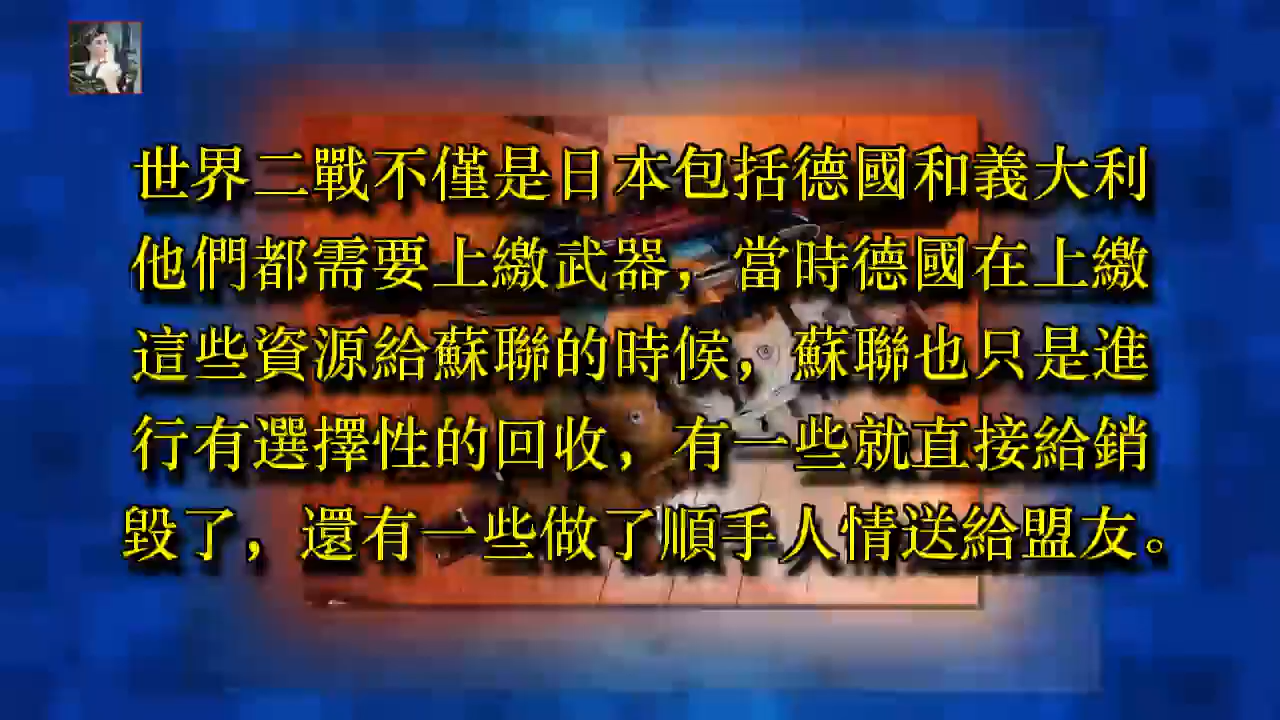 世界二戰不僅是日本包括德國和義大利
他們都需要上繳武器，當時德國在上繳
這些資源給蘇聯的時候，蘇聯也只是進
行有選擇性的回收，有一些就直接給銷
毀了，還有一些做了順手人情送給盟友。